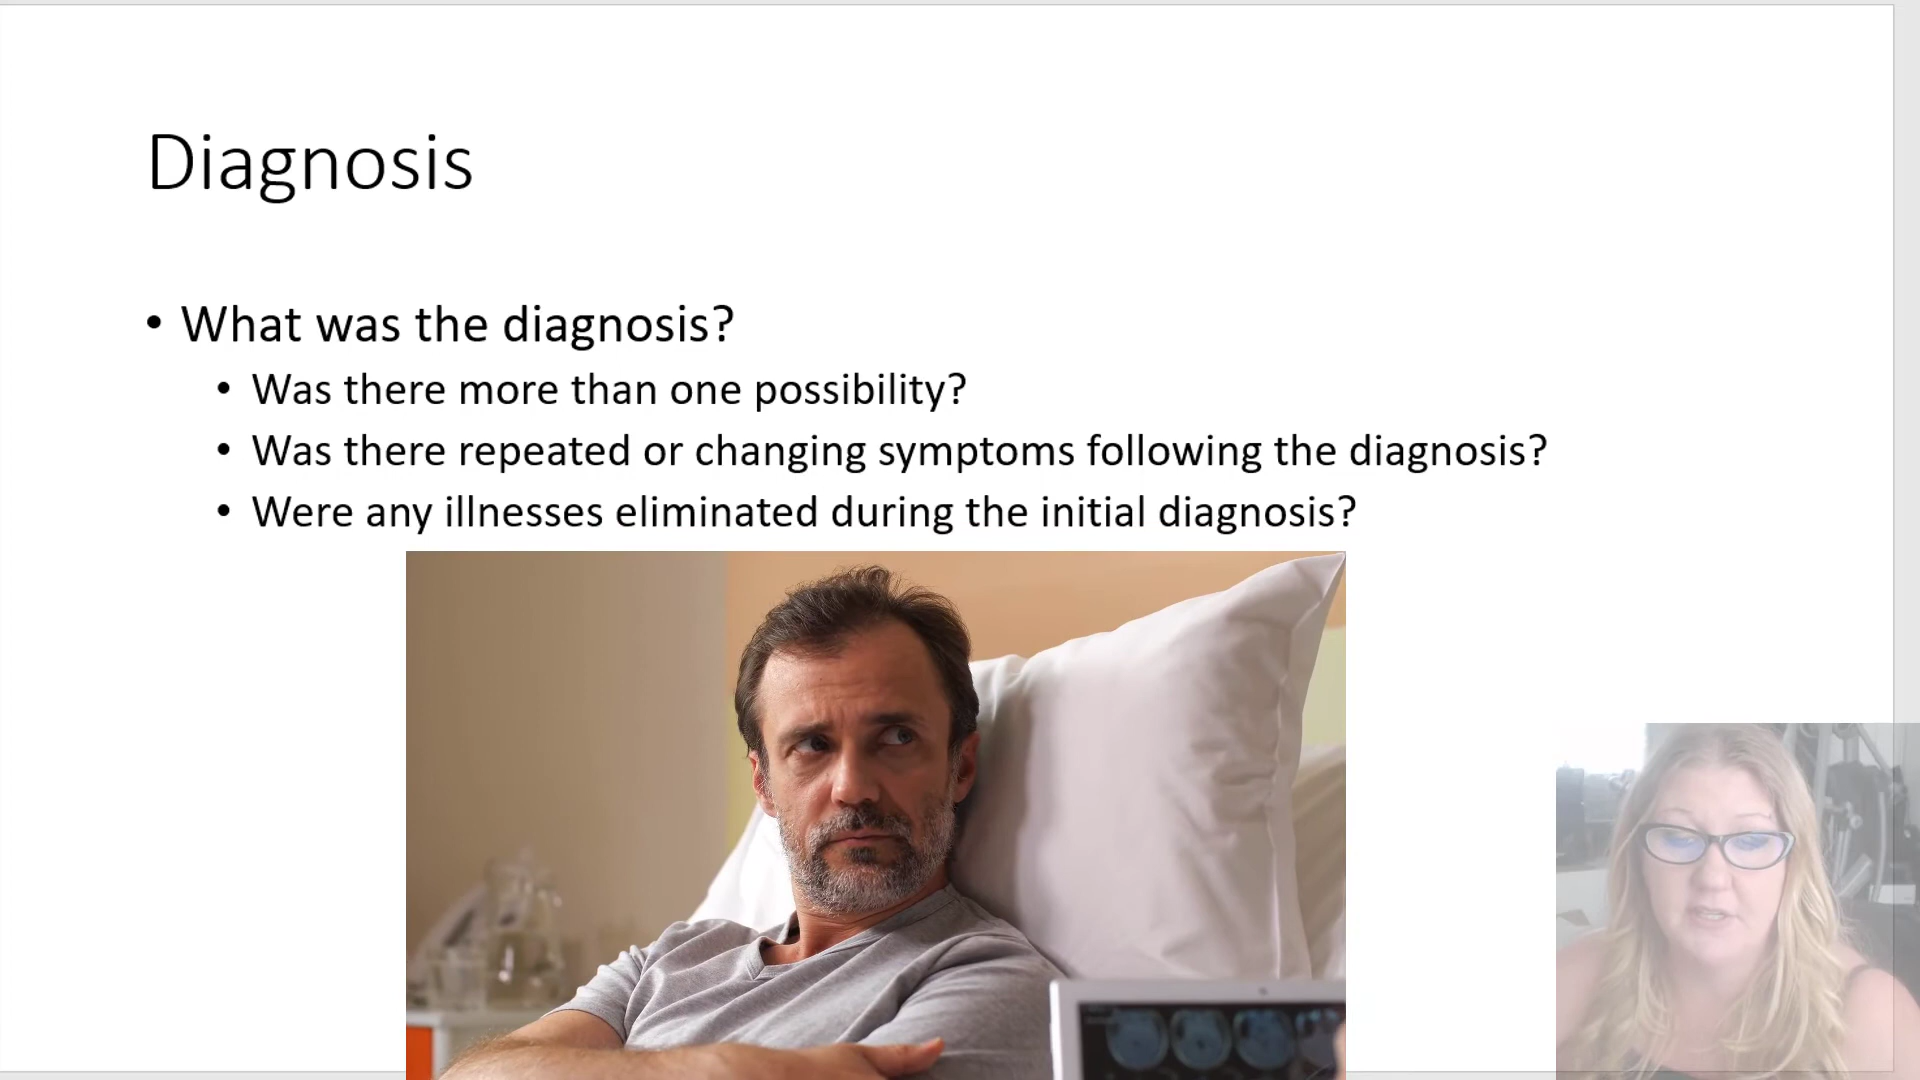 Diagnosis
• What was the diagnosis?
• Was there more than one possibility?
• Was there repeated or changing symptoms following the diagnosis?
• Were any illnesses eliminated during the initial diagnosis?